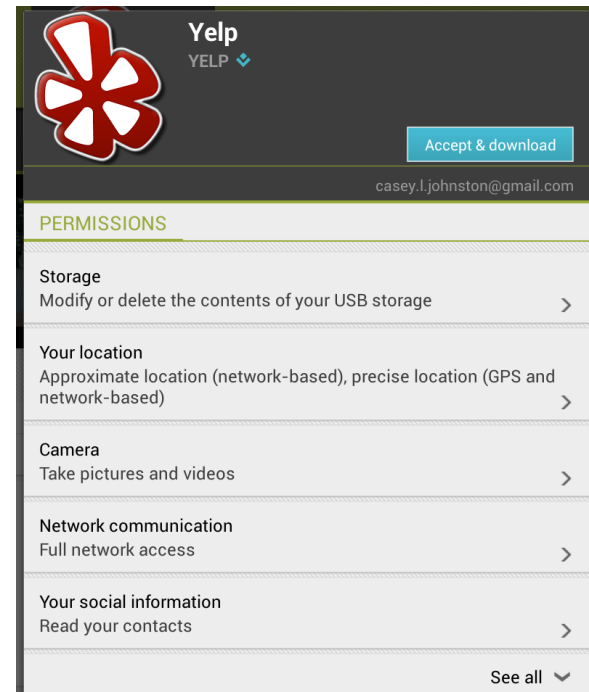 Yelp
YELP
Accept & download
casey.l.johnston@gmail.com
PERMISSIONS
Storage
Modify or delete the contents of your USB storage
Your location
Approximate location (network-based), precise location (GPS and
network-based)
Camera
Take pictures and videos
Network communication
Full network access
Your social information
Read your contacts
See all